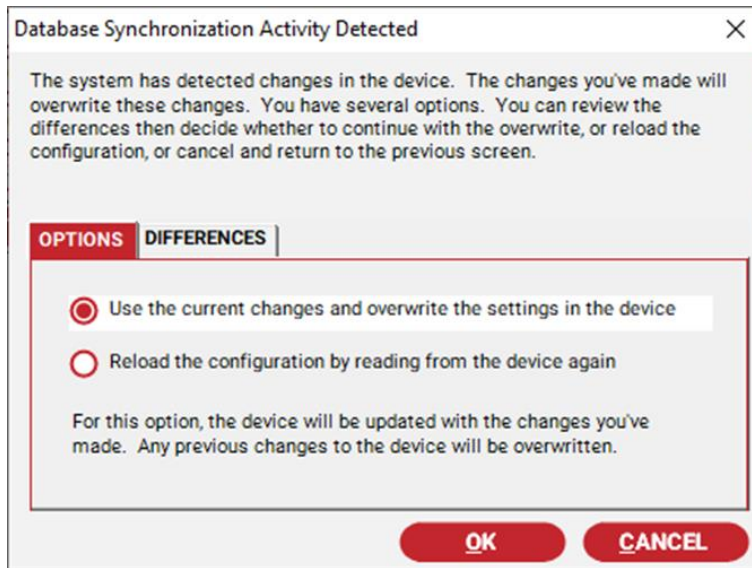 Database Synchronization Activity Detected
The system has detected changes in the device. The changes you've made will
overwrite these changes. You have several options. You can review the
differences then decide whether to continue with the overwrite, or reload the
configuration, or cancel and return to the previous screen.
OPTIONS DIFFERENCES
Use the current changes and overwrite the settings in the device
Reload the configuration by reading from the device again
For this option, the device will be updated with the changes you've
made. Any previous changes to the device will be overwritten.
OK CANCEL